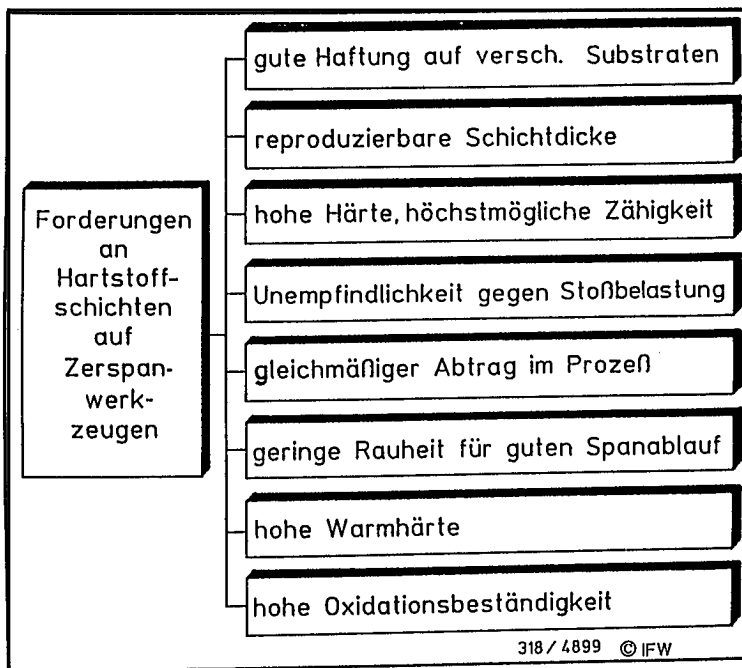 Forderungen
an
Hartstoff-
schichten
auf
Zerspan-
werk-
zeugen
gute Haftung auf versch. Substraten
reproduzierbare Schichtdicke
hohe Härte, höchstmögliche Zähigkeit
Unempfindlichkeit gegen Stoßbelastung
gleichmäßiger Abtrag im Prozeß
geringe Rauheit für guten Spanablauf
hohe Warmhärte
hohe Oxidationsbeständigkeit
318/4899 © IFW